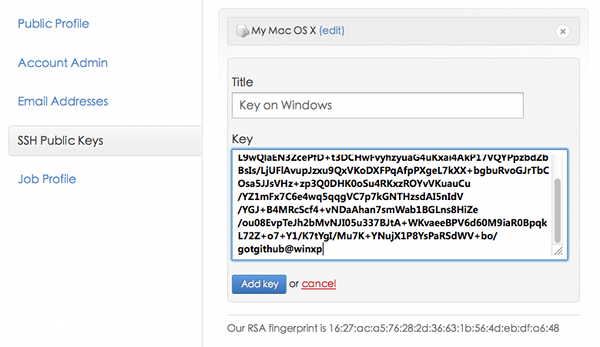 Public Profile
Account Admin
Email Addresses
SSH Public Keys
Job Profile
My Mac OS X (edit)
Title
Key on Windows
Key
BsIs/LjUFlAvupJzxu9QxVKoDXFPqAfpPXgeL7kXX+bgbuRvoGJrTbC
Osa5JJsVHz+zp3Q0DHK0oSu4RKxzROYvVKuauCu
/YZ1mFx7C6e4wq5qqgVC7p7kGNTHzsdAI5nIdV
/YGJ+B4MRcScf4+vNDaAhan7smWab1BGLns8HiZe
/ou08EvpTeJh2bMvNJI05u337BJtA+WKvaeeBPV6d60M9iaR0Bpqk
L72Z+o7+Y1/K7tYgI/Mu7K+YNujX1P8YsPaRSdWV+bo/
gotgithub@winxp
Add key or cancel
Our RSA fingerprint is 16:27:ac:a5:76:28:2d:36:63:1b:56:4d:eb:df:a6:48